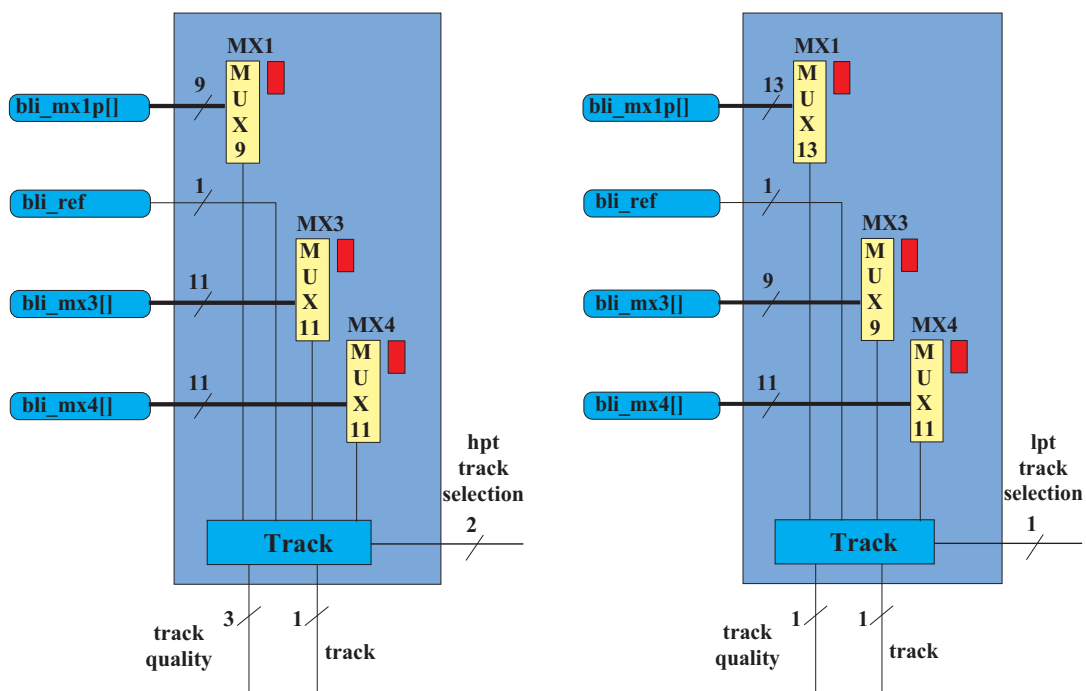 MX1
M
U
X
9
9
bli_mx1p[]
1
bli_ref
MX3
M
U
X
11
11
bli_mx3[]
MX4
M
U
X
11
11
bli_mx4[]
hpt
track
selection
2
Track
3
1
track
quality
track
MX1
M
U
X
13
13
bli_mx1p[]
1
bli_ref
MX3
M
U
X
9
9
bli_mx3[]
MX4
M
U
X
11
11
bli_mx4[]
lpt
track
selection
1
Track
1
1
track
quality
track